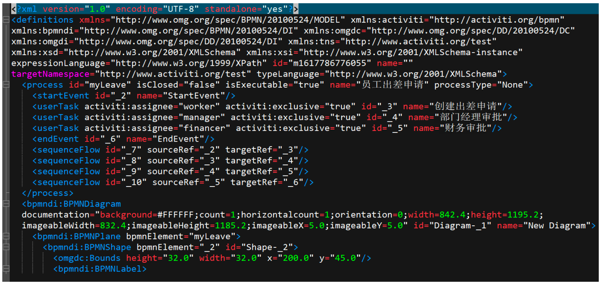 <?xml version="1.0" encoding="UTF-8" standalone="yes"?>
<definitions xmlns="http://www.omg.org/spec/BPMN/20100524/MODEL" xmlns:activiti="http://activiti.org/bpmn"
xmlns:bpmndi="http://www.omg.org/spec/BPMN/20100524/DI" xmlns:omgdc="http://www.omg.org/spec/DD/20100524/DC"
xmlns:omgdi="http://www.omg.org/spec/DD/20100524/DI" xmlns:tns="http://www.activiti.org/test"
xmlns:xsd="http://www.w3.org/2001/XMLSchema" xmlns:xsi="http://www.w3.org/2001/XMLSchema-instance"
expressionLanguage="http://www.w3.org/1999/XPath" id="m1617786776055" name=""
targetNamespace="http://www.activiti.org/test" typeLanguage="http://www.w3.org/2001/XMLSchema">
<process id="myLeave" isClosed="false" isExecutable="true" name="员工出差申请" processType="None">
<startEvent id="_2" name="StartEvent"/>
<userTask activiti:assignee="worker" activiti:exclusive="true" id="_3" name="创建出差申请"/>
<userTask activiti:assignee="manager" activiti:exclusive="true" id="_4" name="部门经理审批"/>
<userTask activiti:assignee="financer" activiti:exclusive="true" id="_5" name="财务审批"/>
<endEvent id="_6" name="EndEvent"/>
<sequenceFlow id="_7" sourceRef="_2" targetRef="_3"/>
<sequenceFlow id="_8" sourceRef="_3" targetRef="_4"/>
<sequenceFlow id="_9" sourceRef="_4" targetRef="_5"/>
<sequenceFlow id="_10" sourceRef="_5" targetRef="_6"/>
</process>
<bpmndi:BPMNDiagram
documentation="background=#FFFFFF;count=1;horizontalcount=1;orientation=0;width=842.4;height=1195.2;
imageableWidth=832.4;imageableHeight=1185.2;imageableX=5.0;imageableY=5.0" id="Diagram-_1" name="New Diagram">
<bpmndi:BPMNPlane bpmnElement="myLeave">
<bpmndi:BPMNShape bpmnElement="_2" id="Shape-_2">
<omgdc:Bounds height="32.0" width="32.0" x="200.0" y="45.0"/>
<bpmndi:BPMNLabel>